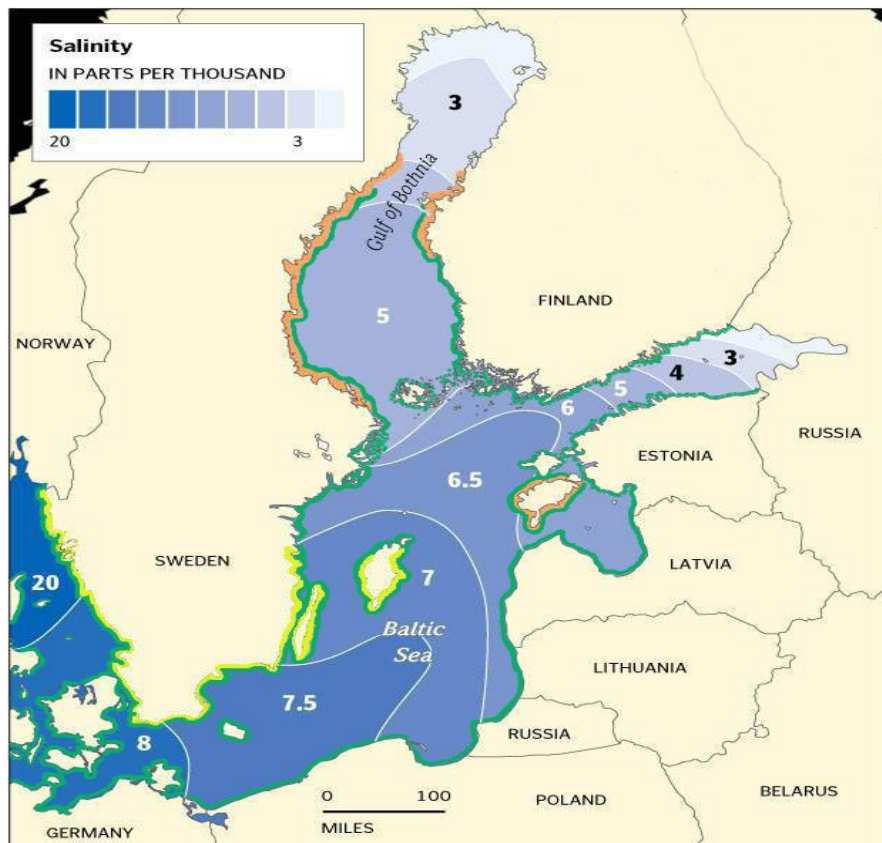 Salinity
IN PARTS PER THOUSAND
20 3
3
Gulf of Bothnia
5
FINLAND
NORWAY
3
4
5
6
ESTONIA
RUSSIA
6.5
SWEDEN
20
7
LATVIA
Baltic
Sea
LITHUANIA
7.5
RUSSIA
8
0 100
MILES
POLAND
BELARUS
GERMANY